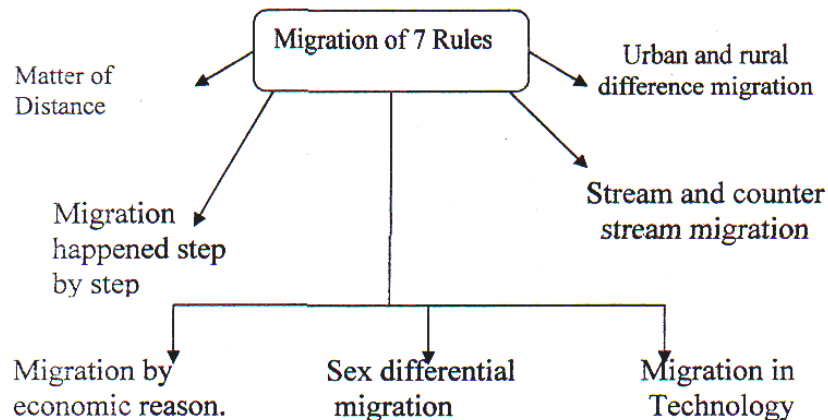 Migration of 7 Rules
Matter of
Distance
Urban and rural
difference migration
Migration
happened step
by step
Stream and counter
stream migration
Migration by
economic reason.
Sex differential
migration
Migration in
Technology